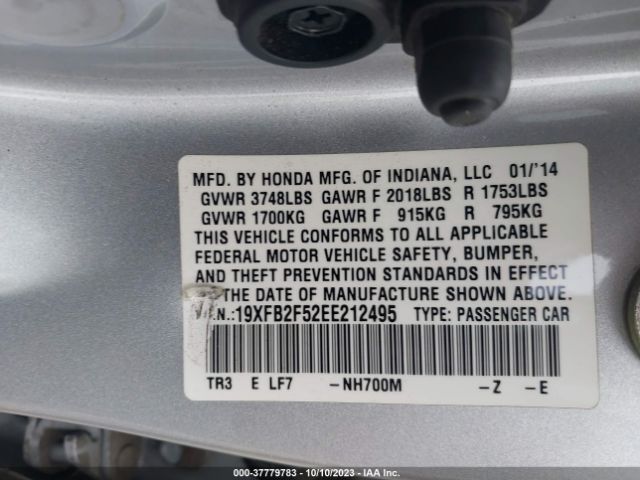 MFD. BY HONDA MFG. OF INDIANA, LLC 01/'14
GVWR 3748LBS GAWR F 2018LBS R 1753LBS
GVWR 1700KG GAWR F 915KG R 795KG
THIS VEHICLE CONFORMS TO ALL APPLICABLE
FEDERAL MOTOR VEHICLE SAFETY, BUMPER,
AND THEFT PREVENTION STANDARDS IN EFFECT
THE DATE OF MANUFACTURE SHOWN ABOVE.
V.I.N.:19XFB2F52EE212495 TYPE: PASSENGER CAR
TR3 E LF7 -NH700M -Z -E
000-37779783 - 10/10/2023 - IAA Inc.